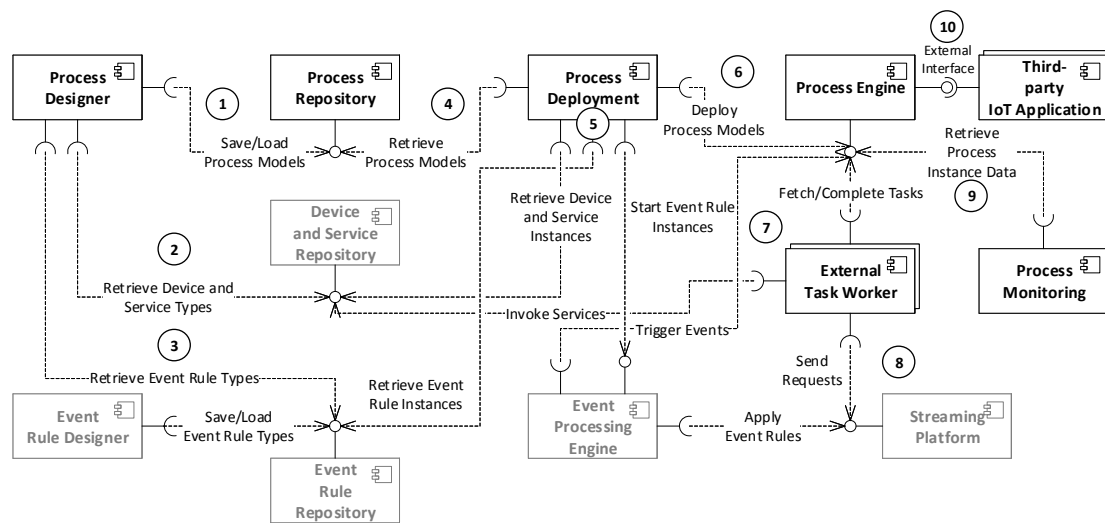 10
External
Interface
Process
Designer
Process
Repository
Process
Deployment
Process Engine
Third-
party
IoT Application
1
4
5
6
Save/Load
Process Models
Retrieve
Process Models
Deploy
Process Models
Retrieve
Process
Instance Data
9
Fetch/Complete Tasks
Device
and Service
Repository
Retrieve Device
and Service
Instances
Start Event Rule
Instances
7
2
Retrieve Device and
Service Types
External
Task Worker
Process
Monitoring
Invoke Services
Trigger Events
3
Retrieve Event Rule Types
Retrieve Event
Rule Instances
Send
Requests
8
Event
Rule Designer
Save/Load
Event Rule Types
Event
Processing
Engine
Apply
Event Rules
Streaming
Platform
Event
Rule
Repository